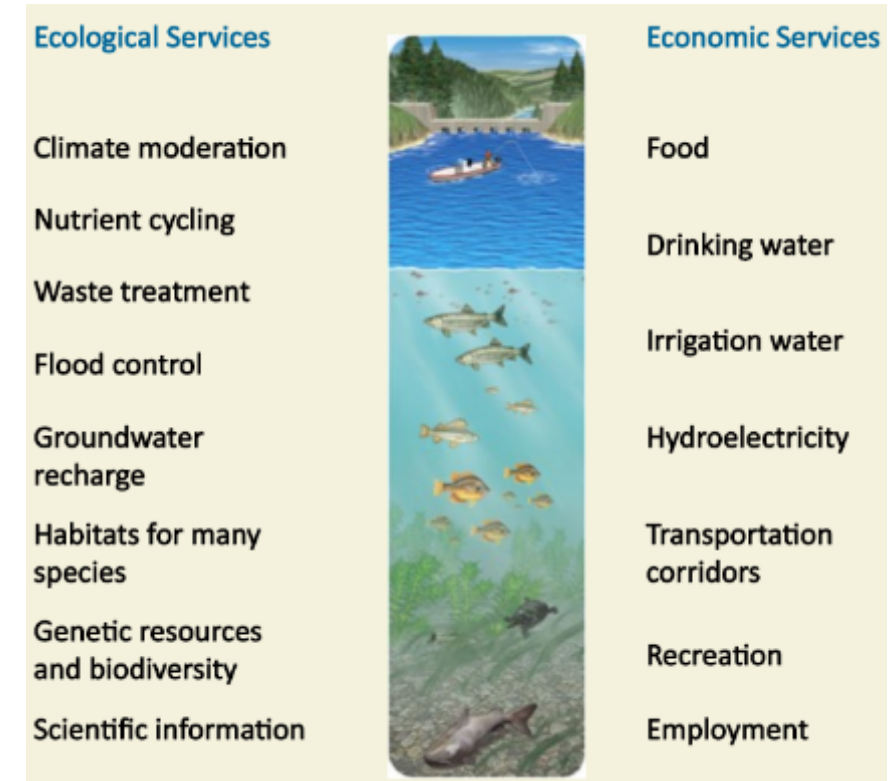 Ecological Services
Climate moderation
Nutrient cycling
Waste treatment
Flood control
Groundwater
recharge
Habitats for many
species
Genetic resources
and biodiversity
Scientific information
Economic Services
Food
Drinking water
Irrigation water
Hydroelectricity
Transportation
corridors
Recreation
Employment